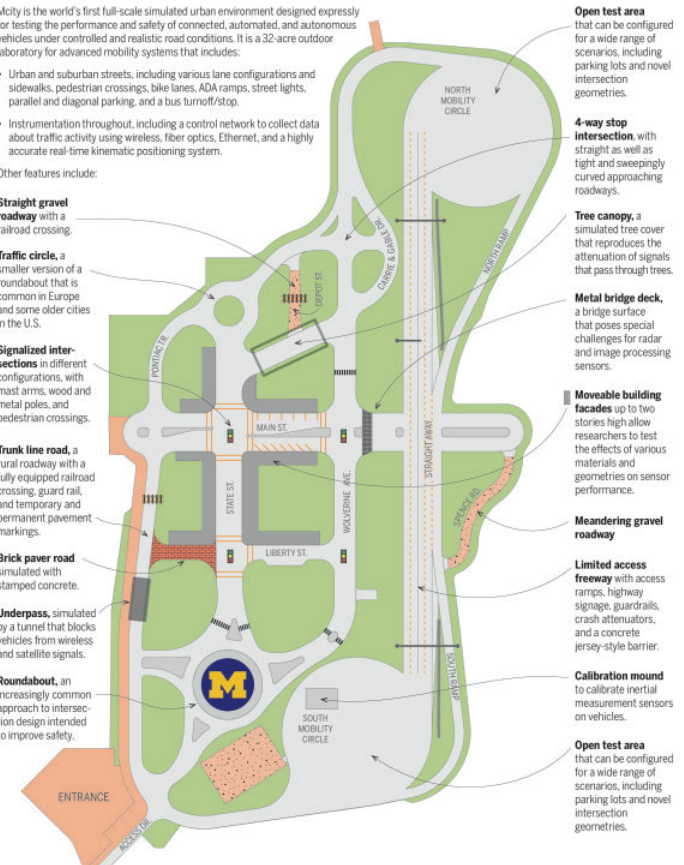 Mcity is the world's first full-scale simulated urban environment designed expressly
for testing the performance and safety of connected, automated, and autonomous
vehicles under controlled and realistic road conditions. It is a 32-acre outdoor
laboratory for advanced mobility systems that includes:
• Urban and suburban streets, including various lane configurations and
sidewalks, pedestrian crossings, bike lanes, ADA ramps, street lights,
parallel and diagonal parking, and a bus turnoff/stop.
• Instrumentation throughout, including a control network to collect data
about traffic activity using wireless, fiber optics, Ethernet, and a highly
accurate real-time kinematic positioning system.
Other features include:
Straight gravel
roadway with a
railroad crossing.
Traffic circle, a
smaller version of a
roundabout that is
common in Europe
and some older cities
in the U.S.
Signalized inter-
sections in different
configurations, with
mast arms, wood and
metal poles, and
pedestrian crossings.
Trunk line road, a
rural roadway with a
fully equipped railroad
crossing, guard rail,
and temporary and
permanent pavement
markings.
Brick paver road
simulated with
stamped concrete.
Underpass, simulated
by a tunnel that blocks
vehicles from wireless
and satellite signals.
Roundabout, an
increasingly common
approach to intersec-
tion design intended
to improve safety.
NORTH
MOBILITY
CIRCLE
CARRIE & GABLE DR.
NORTH RAMP
DEPOT ST.
PONTIAC TR.
MAIN ST.
STATE ST.
WOLVERINE AVE.
STRAIGHT AWAY
SPENCE RD.
LIBERTY ST.
M
SOUTH
MOBILITY
CIRCLE
SOUTH RAMP
ENTRANCE
ACCESS DR.
Open test area
that can be configured
for a wide range of
scenarios, including
parking lots and novel
intersection
geometries.
4-way stop
intersection, with
straight as well as
tight and sweepingly
curved approaching
roadways.
Tree canopy, a
simulated tree cover
that reproduces the
attenuation of signals
that pass through trees.
Metal bridge deck,
a bridge surface
that poses special
challenges for radar
and image processing
sensors.
Moveable building
facades up to two
stories high allow
researchers to test
the effects of various
materials and
geometries on sensor
performance.
Meandering gravel
roadway
Limited access
freeway with access
ramps, highway
signage, guardrails,
crash attenuators,
and a concrete
jersey-style barrier.
Calibration mound
to calibrate inertial
measurement sensors
on vehicles.
Open test area
that can be configured
for a wide range of
scenarios, including
parking lots and novel
intersection
geometries.